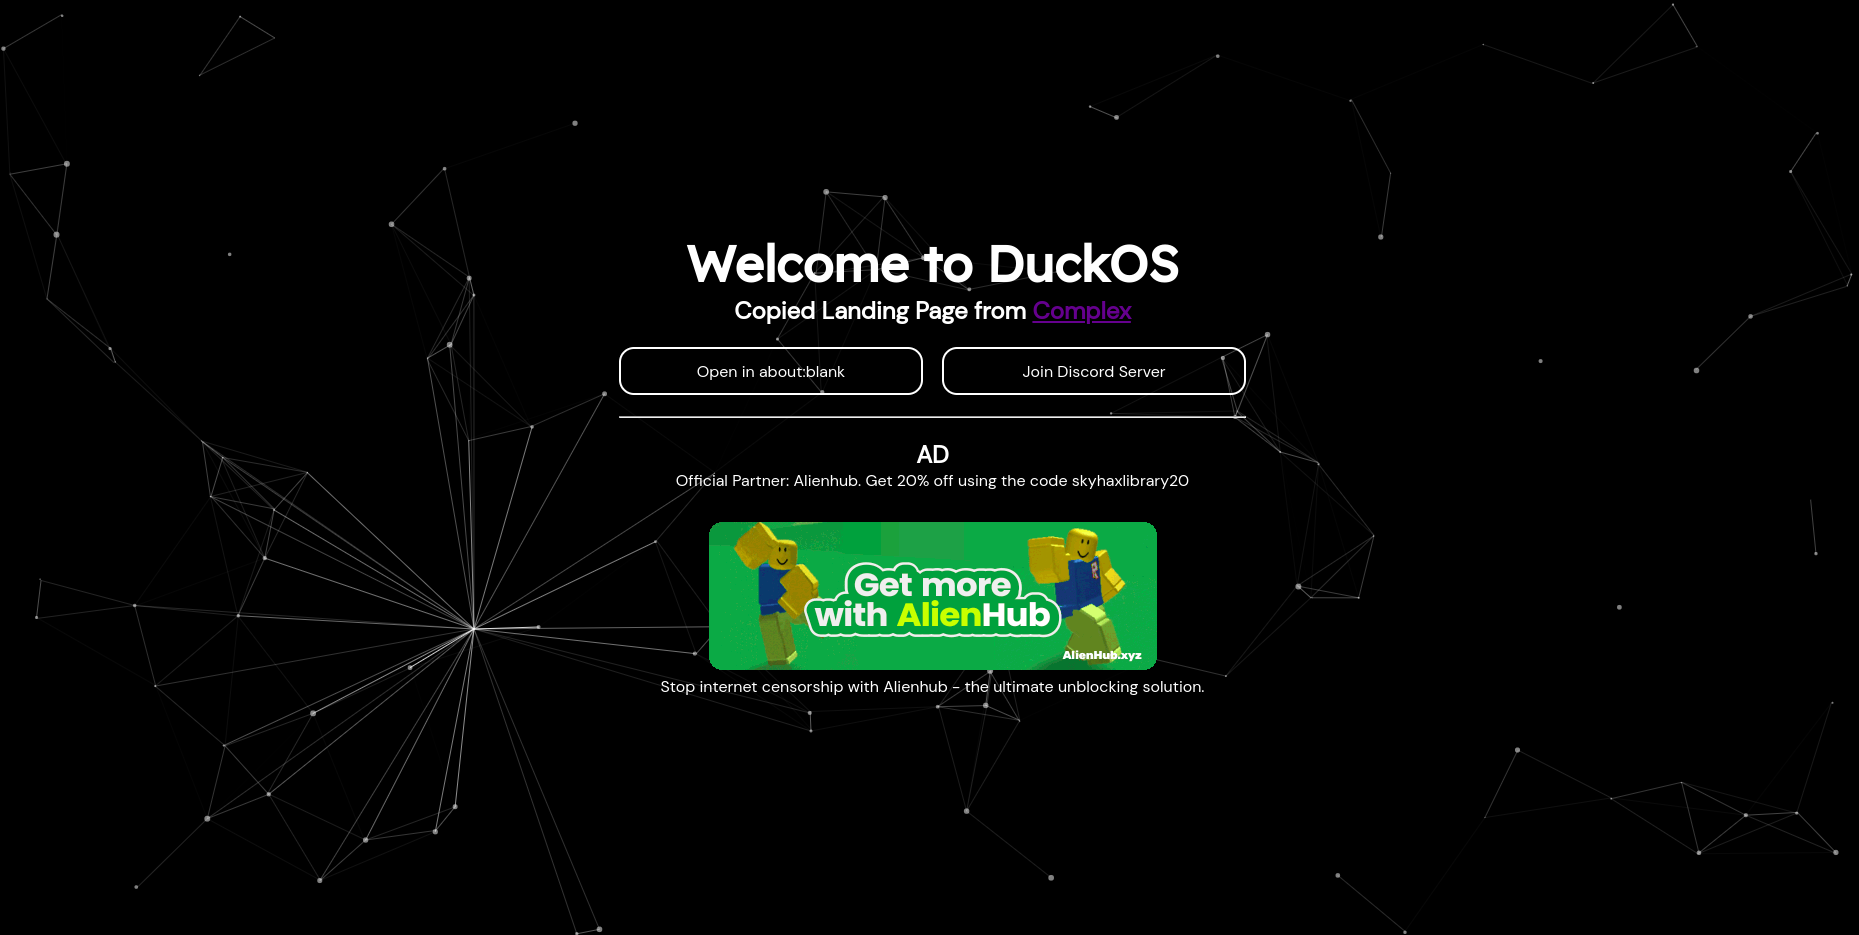 Welcome to DuckOS
Copied Landing Page from Complex
Open in about:blank
Join Discord Server
AD
Official Partner: Alienhub. Get 20% off using the code skyhaxlibrary20
Get more
with AlienHub
AlienHub.xyz
Stop internet censorship with Alienhub - the ultimate unblocking solution.